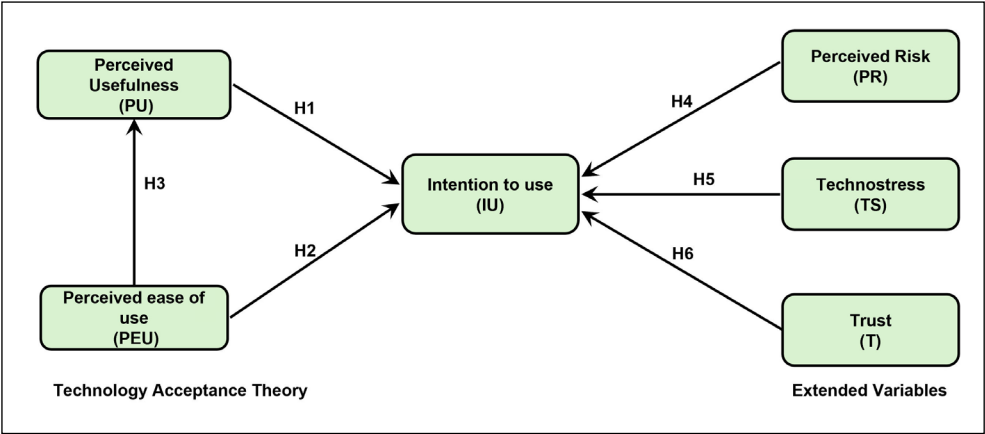 Perceived
Usefulness
(PU)
H1
H3
Perceived ease of
use
(PEU)
H2
Technology Acceptance Theory
Intention to use
(IU)
Perceived Risk
(PR)
H4
Technostress
(TS)
H5
H6
Trust
(T)
Extended Variables